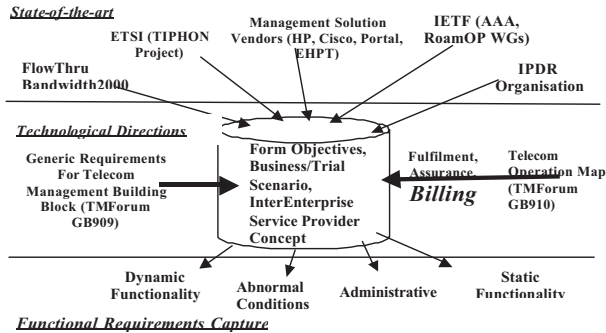 State-of-the-art
ETSI (TIPHON
Project)
Management Solution
Vendors (HP, Cisco, Portal,
EHPT)
IETF (AAA,
RoamOP WGs)
FlowThru
Bandwidth2000
IPDR
Organisation
Technological Directions
Generic Requirements
For Telecom
Management Building
Block (TMForum
GB909)
Form Objectives,
Business/Trial
Scenario,
InterEnterprise
Service Provider
Concept
Fulfilment,
Assurance,
Billing
Telecom
Operation Map
(TMForum
GB910)
Dynamic
Functionality
Abnormal
Conditions
Administrative
Static
Functionality
Functional Requirements Capture